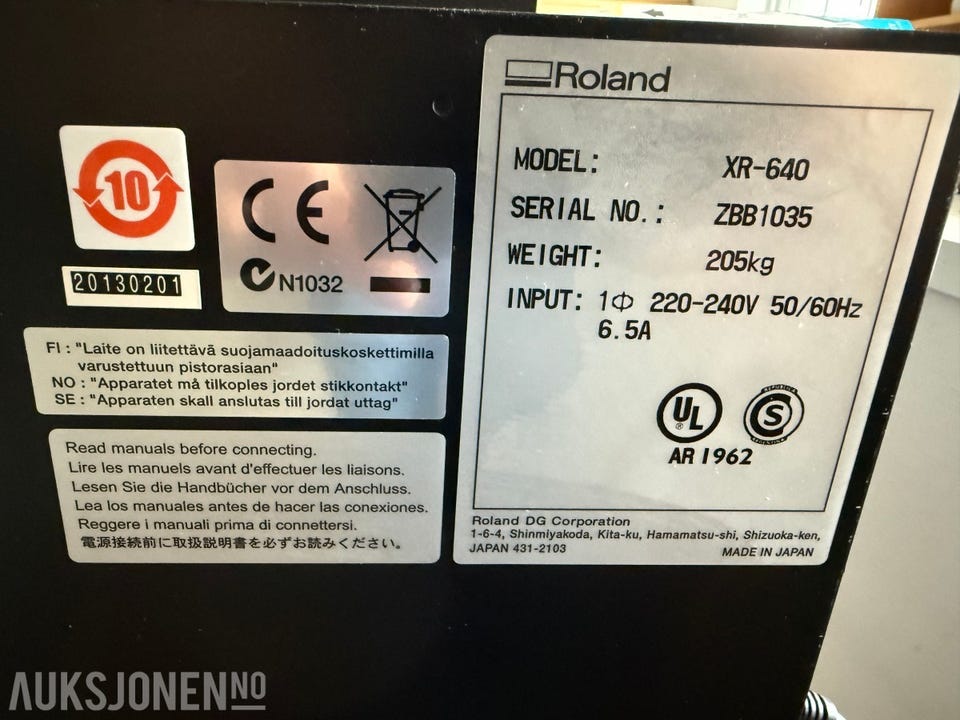 Roland
MODEL: XR-640
SERIAL NO.: ZBB1035
WEIGHT: 205kg
INPUT: 1Φ 220-240V 50/60Hz
6.5A
UL
®
REPUBLICA
S
ARGENTINA
AR 1962
Roland DG Corporation
1-6-4, Shinmiyakoda, Kita-ku, Hamamatsu-shi, Shizuoka-ken,
JAPAN 431-2103 MADE IN JAPAN
10
CE
N1032
20130201
FI : "Laite on liitettävä suojamaadoituskoskettimilla
varustettuun pistorasiaan"
NO : "Apparatet må tilkoples jordet stikkontakt"
SE : "Apparaten skall anslutas till jordat uttag"
Read manuals before connecting.
Lire les manuels avant d'effectuer les liaisons.
Lesen Sie die Handbücher vor dem Anschluss.
Lea los manuales antes de hacer las conexiones.
Reggere i manuali prima di connettersi.
電源接続前に取扱説明書を必ずお読みください。
AUKSJONEN NO